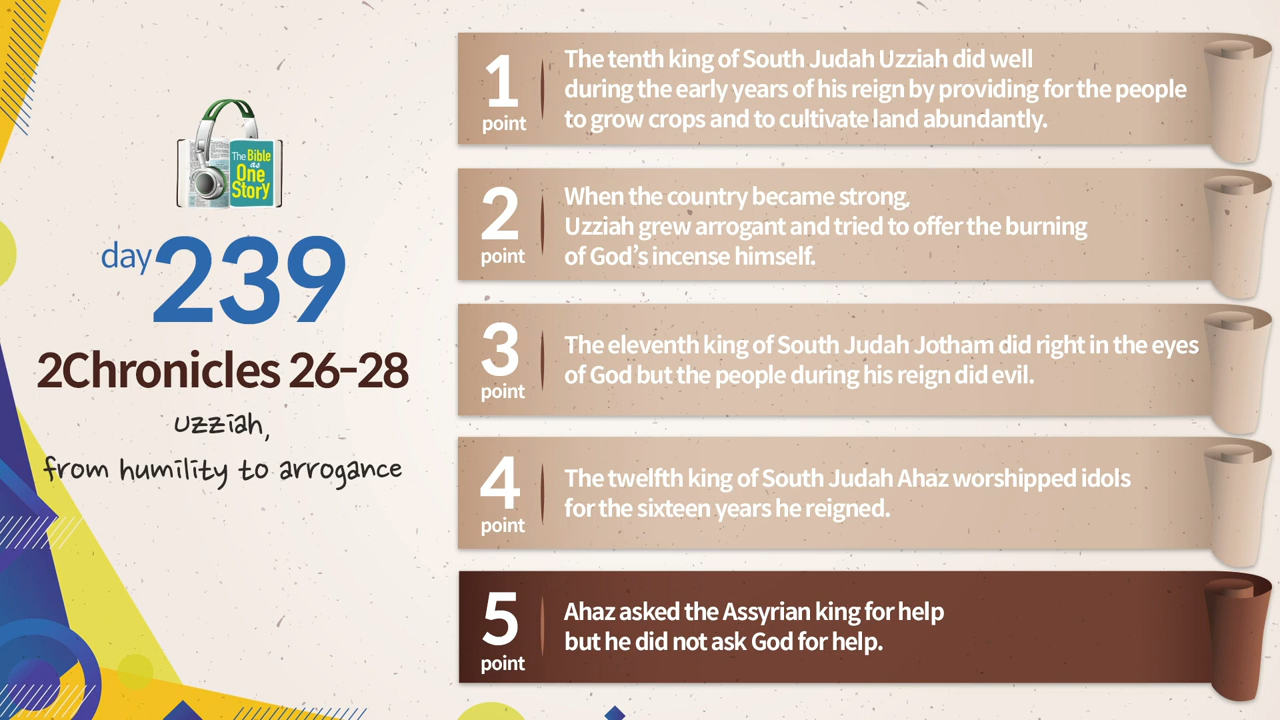 The Bible
as
One
Story
day239
2Chronicles 26-28
Uzziah,
from humility to arrogance
1
point
The tenth king of South Judah Uzziah did well
during the early years of his reign by providing for the people
to grow crops and to cultivate land abundantly.
2
point
When the country became strong,
Uzziah grew arrogant and tried to offer the burning
of God's incense himself.
3
point
The eleventh king of South Judah Jotham did right in the eyes
of God but the people during his reign did evil.
4
point
The twelfth king of South Judah Ahaz worshipped idols
for the sixteen years he reigned.
5
point
Ahaz asked the Assyrian king for help
but he did not ask God for help.